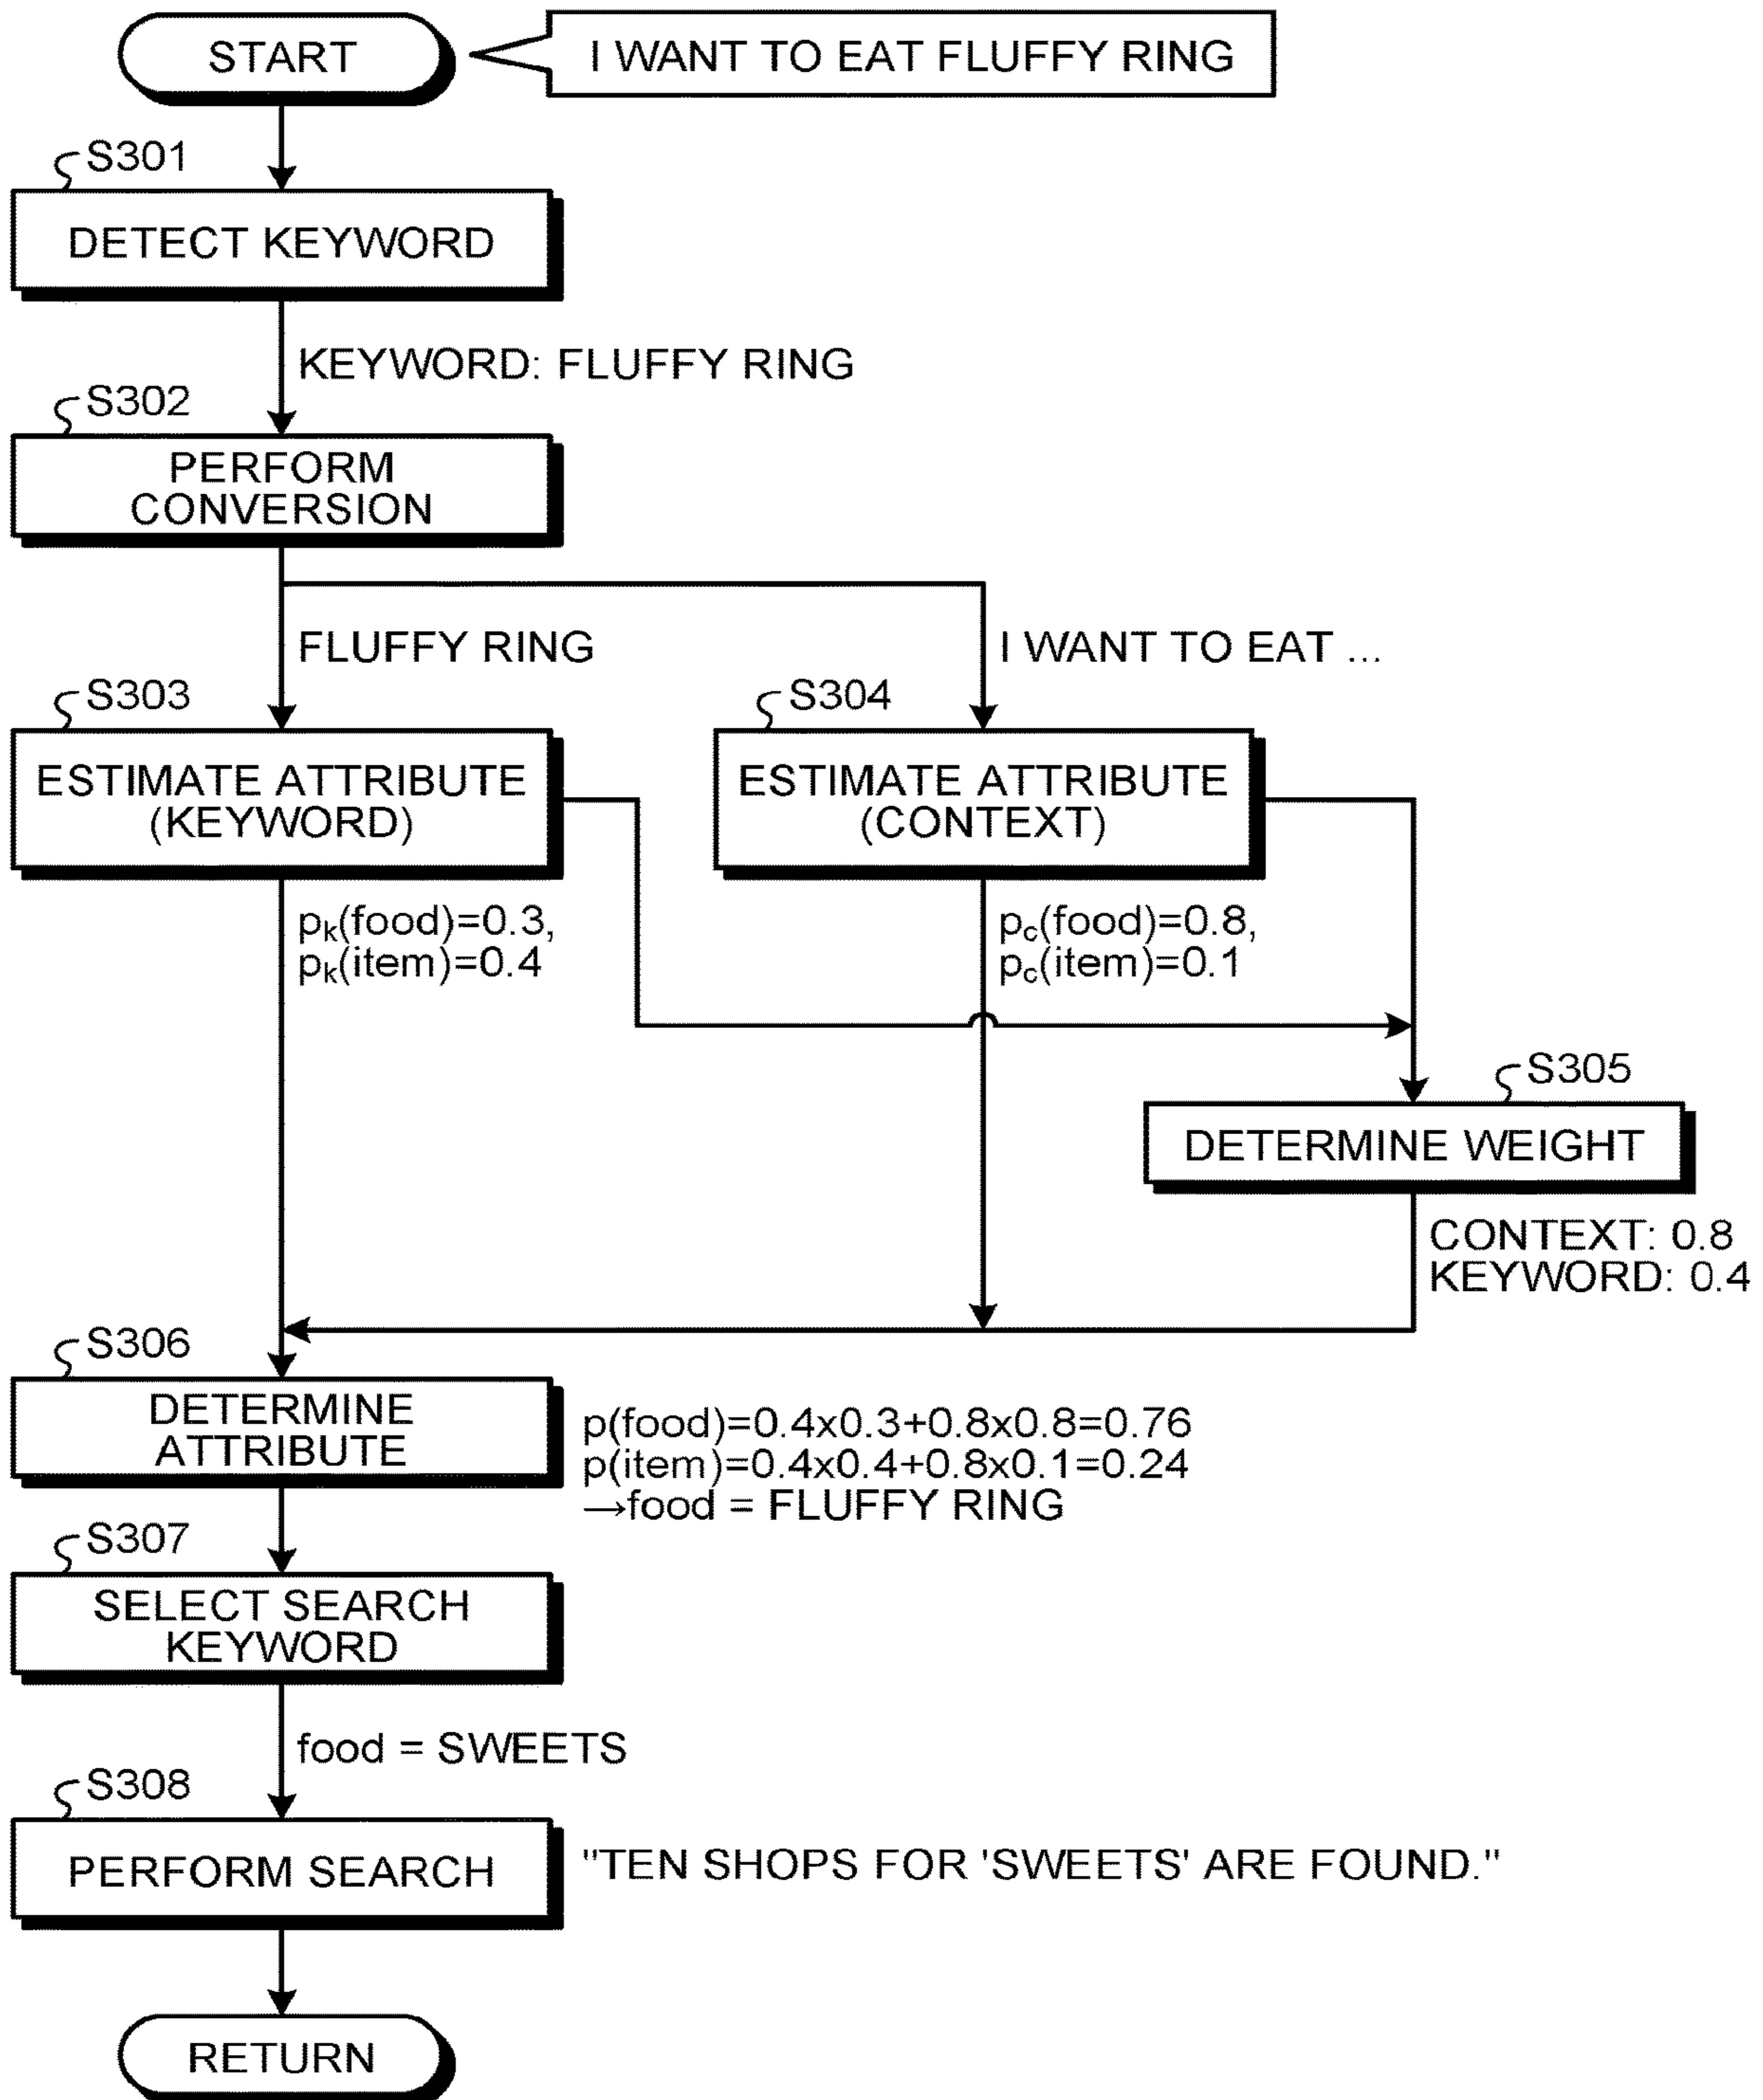 START
I WANT TO EAT FLUFFY RING
S301
DETECT KEYWORD
KEYWORD: FLUFFY RING
S302
PERFORM
CONVERSION
FLUFFY RING
I WANT TO EAT ...
S303
ESTIMATE ATTRIBUTE
(KEYWORD)
S304
ESTIMATE ATTRIBUTE
(CONTEXT)
pk(food)=0.3,
pk(item)=0.4
pc(food)=0.8,
pc(item)=0.1
S305
DETERMINE WEIGHT
CONTEXT: 0.8
KEYWORD: 0.4
S306
DETERMINE
ATTRIBUTE
p(food)=0.4x0.3+0.8x0.8=0.76
p(item)=0.4x0.4+0.8x0.1=0.24
→food = FLUFFY RING
S307
SELECT SEARCH
KEYWORD
food = SWEETS
S308
PERFORM SEARCH
"TEN SHOPS FOR 'SWEETS' ARE FOUND."
RETURN